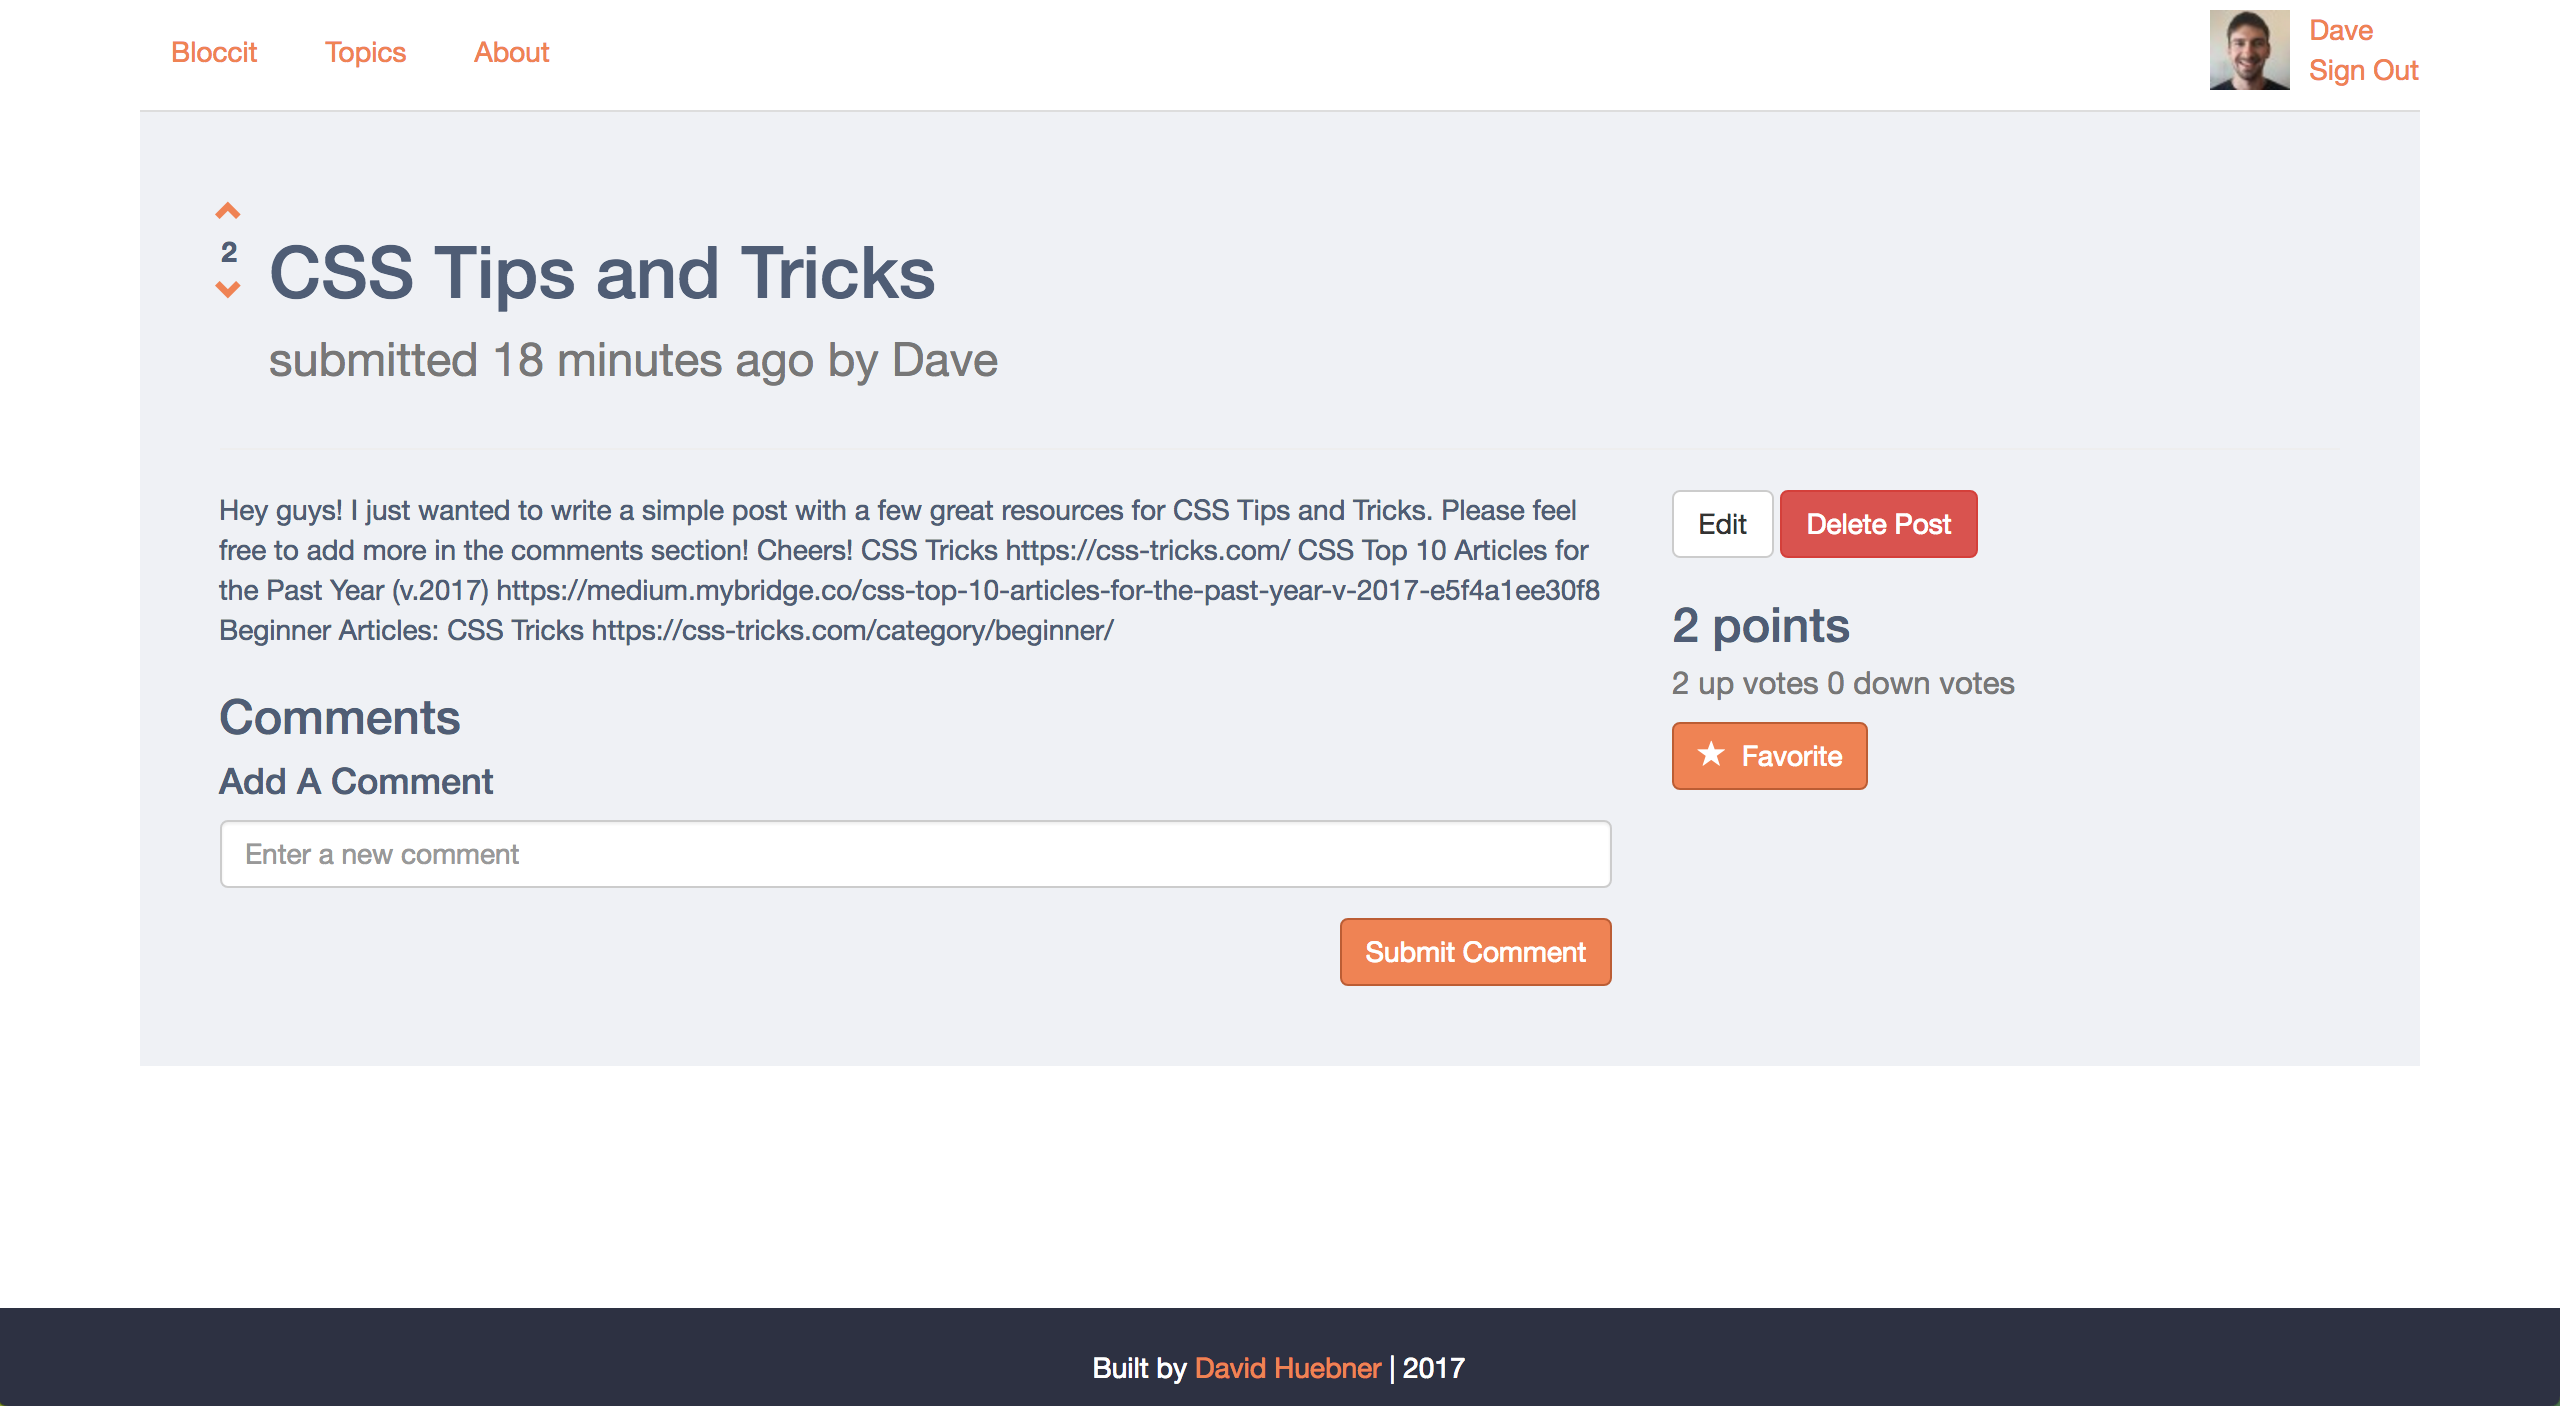 Bloccit Topics About
Dave
Sign Out
2
CSS Tips and Tricks
submitted 18 minutes ago by Dave
Hey guys! I just wanted to write a simple post with a few great resources for CSS Tips and Tricks. Please feel
free to add more in the comments section! Cheers! CSS Tricks https://css-tricks.com/ CSS Top 10 Articles for
the Past Year (v.2017) https://medium.mybridge.co/css-top-10-articles-for-the-past-year-v-2017-e5f4a1ee30f8
Beginner Articles: CSS Tricks https://css-tricks.com/category/beginner/
Comments
Add A Comment
Enter a new comment
Submit Comment
Edit Delete Post
2 points
2 up votes 0 down votes
Favorite
Built by David Huebner | 2017